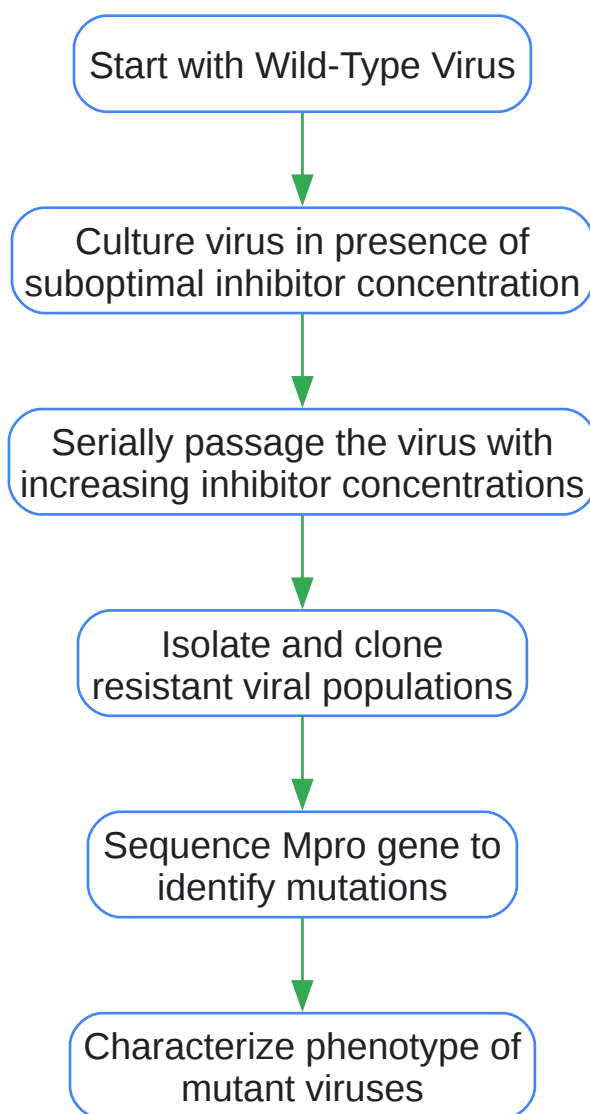 Start with Wild-Type Virus
Culture virus in presence of
suboptimal inhibitor concentration
Serially passage the virus with
increasing inhibitor concentrations
Isolate and clone
resistant viral populations
Sequence Mpro gene to
identify mutations
Characterize phenotype of
mutant viruses